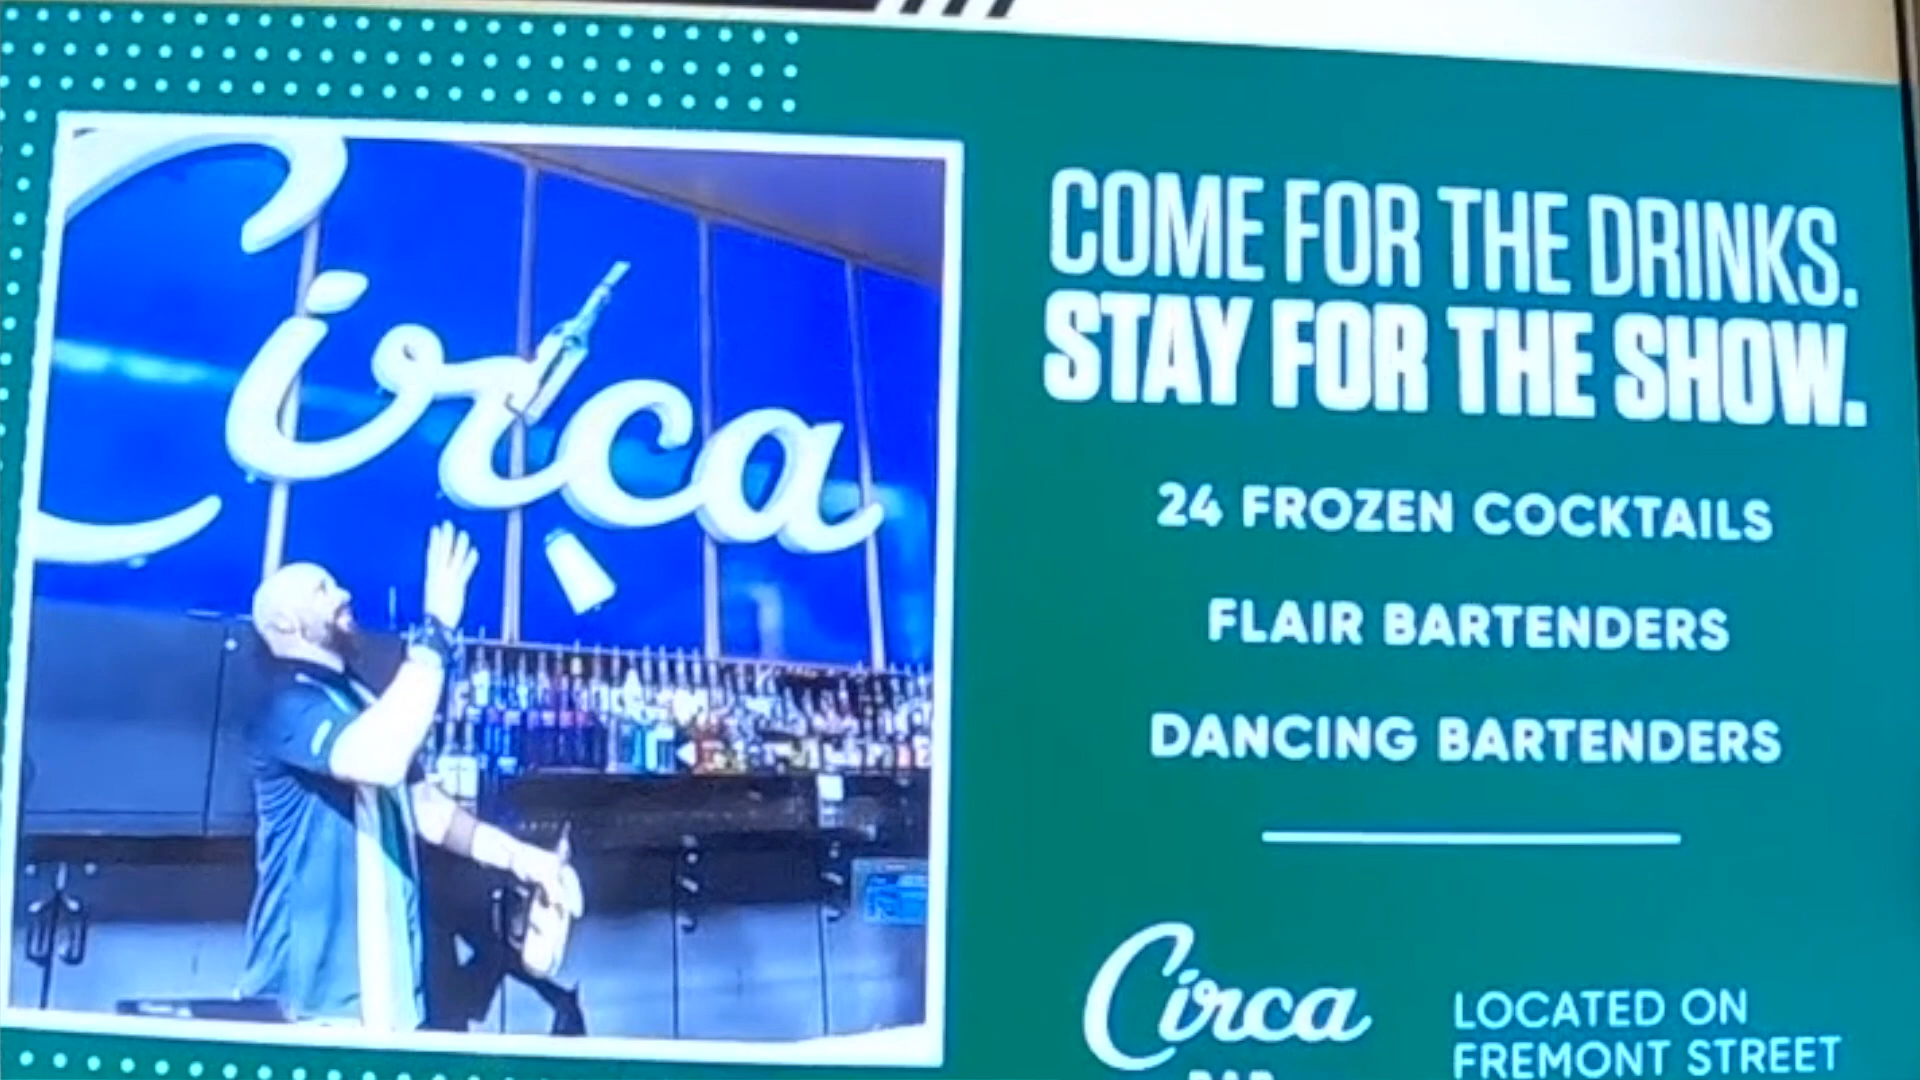 Circa
COME FOR THE DRINKS.
STAY FOR THE SHOW.
24 FROZEN COCKTAILS
FLAIR BARTENDERS
DANCING BARTENDERS
Circa
BAR
LOCATED ON
FREMONT STREET